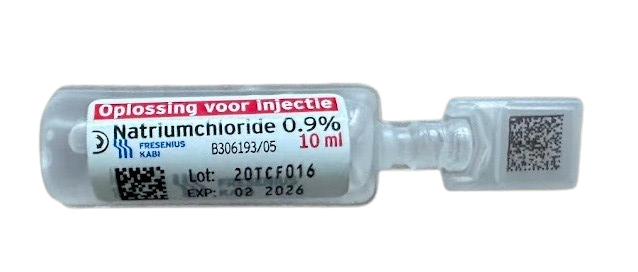 Oplossing voor injectie
Natriumchloride 0.9%
10 ml
FRESENIUS
KABI
B306193/05
Lot: 20TCF016
EXP: 02 2026